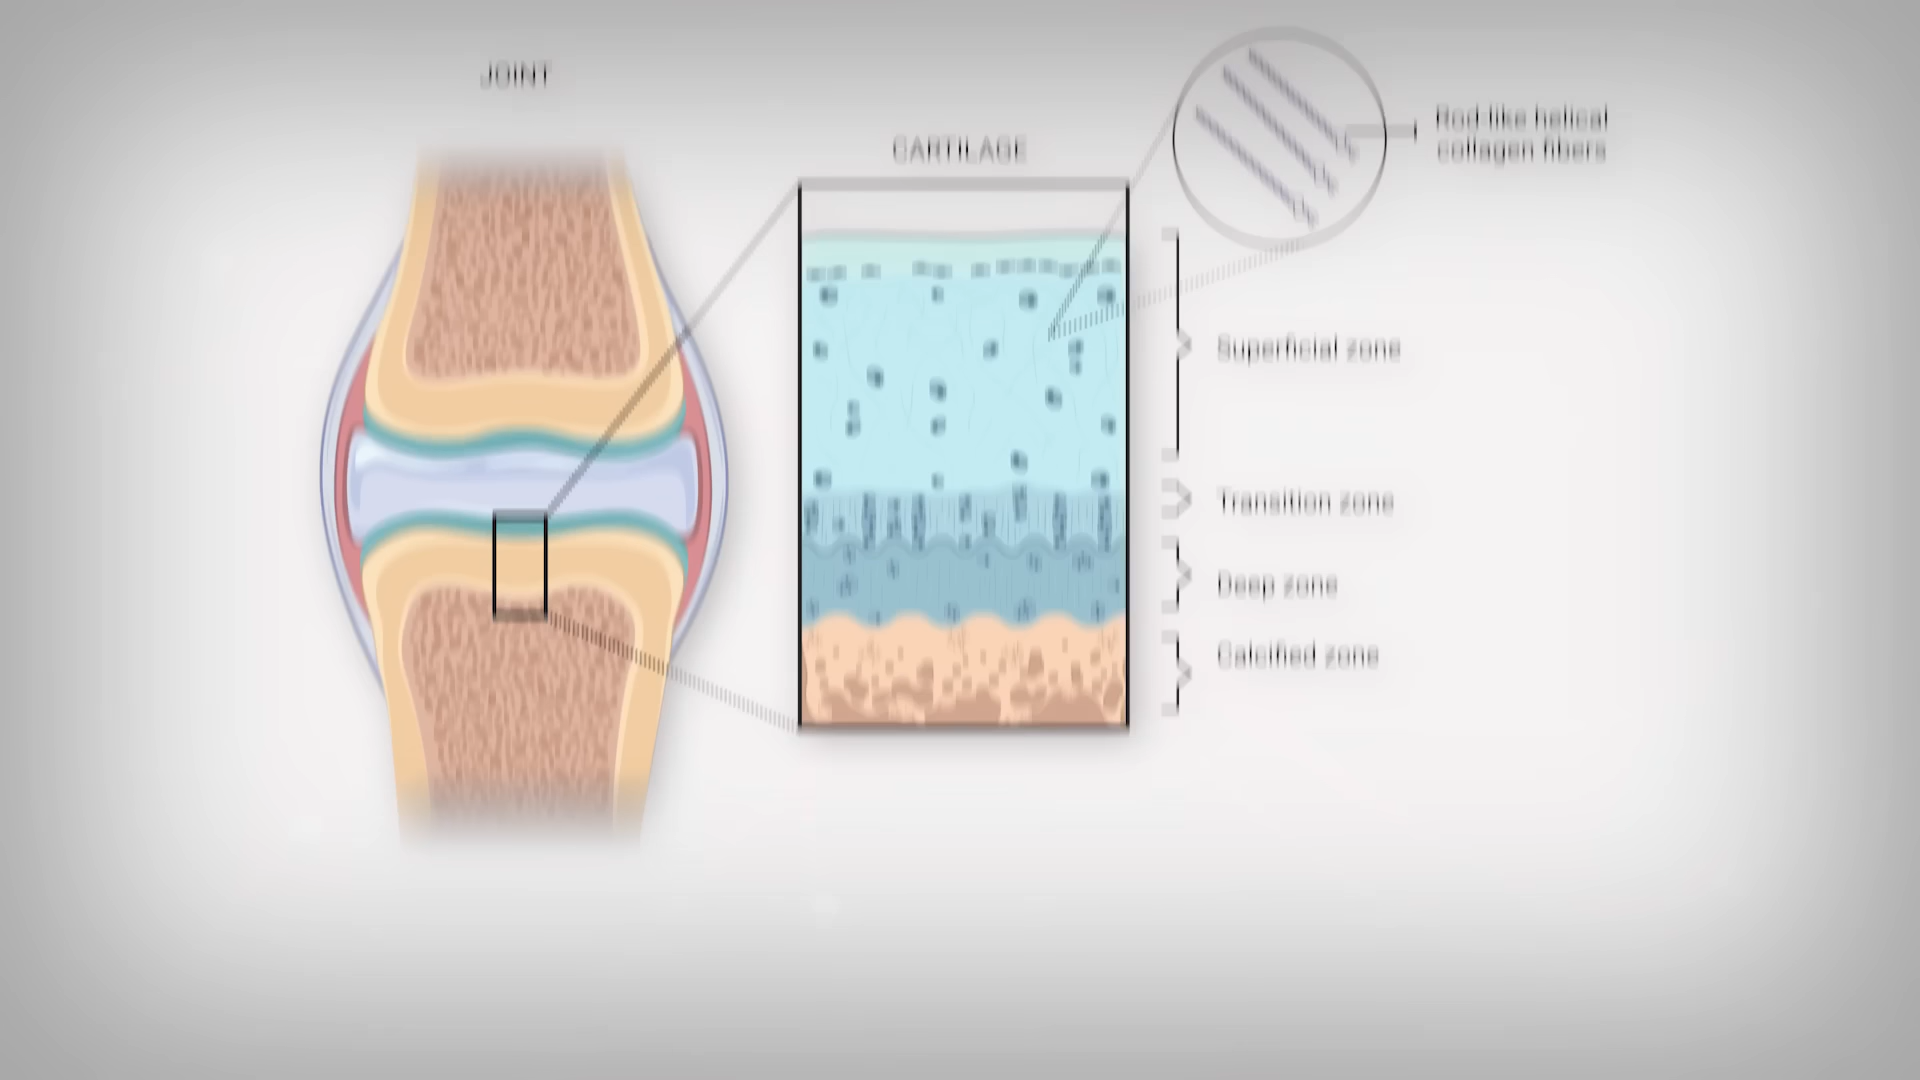 JOINT
CARTILAGE
Rod like helical
collagen fibers
Superficial zone
Transition zone
Deep zone
Calcified zone